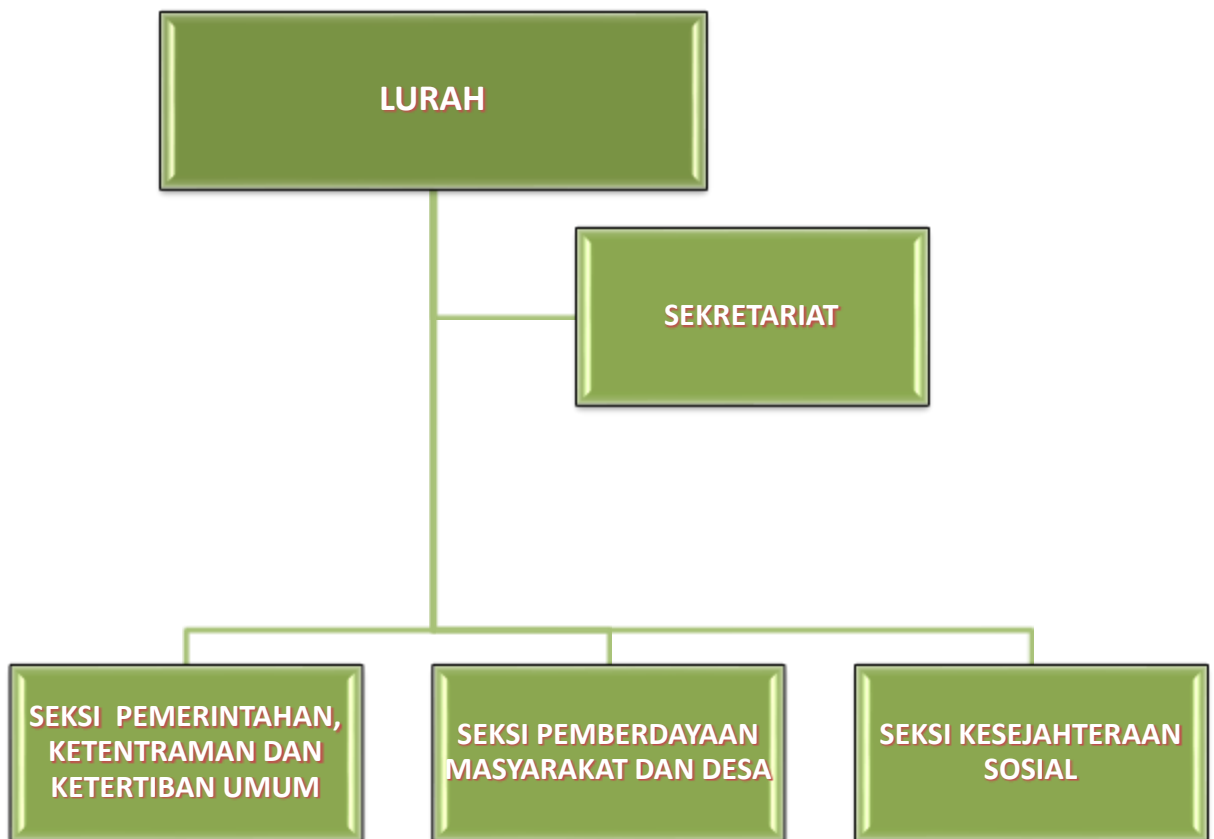 LURAH
SEKRETARIAT
SEKSI  PEMERINTAHAN,
KETENTRAMAN DAN
KETERTIBAN UMUM
SEKSI PEMBERDAYAAN
MASYARAKAT DAN DESA
SEKSI KESEJAHTERAAN
SOSIAL